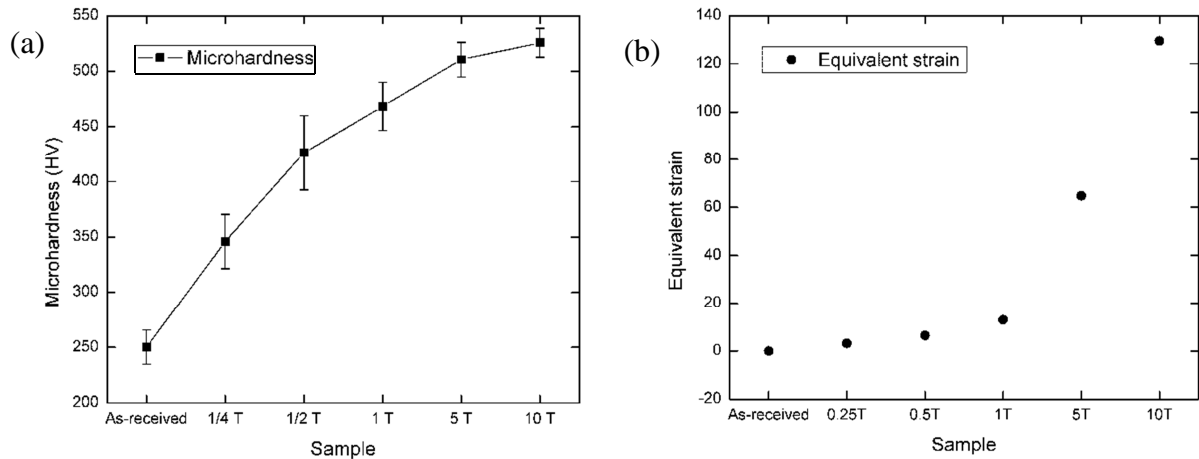 (a)
Microhardness
Microhardness (HV)
550
500
450
400
350
300
250
200
As-received 1/4 T 1/2 T 1 T 5 T 10 T
Sample
(b)
Equivalent strain
Equivalent strain
140
120
100
80
60
40
20
0
-20
As-received 0.25T 0.5T 1T 5T 10T
Sample